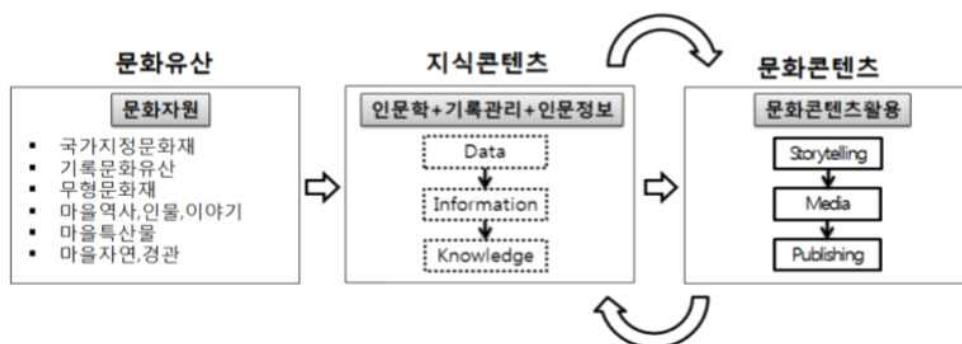 문화유산
문화자원
▪ 국가지정문화재
▪ 기록문화유산
▪ 무형문화재
▪ 마을역사,인물,이야기
▪ 마을특산물
▪ 마을자연,경관
지식콘텐츠
인문학+기록관리+인문정보
Data
Information
Knowledge
문화콘텐츠
문화콘텐츠활용
Storytelling
Media
Publishing